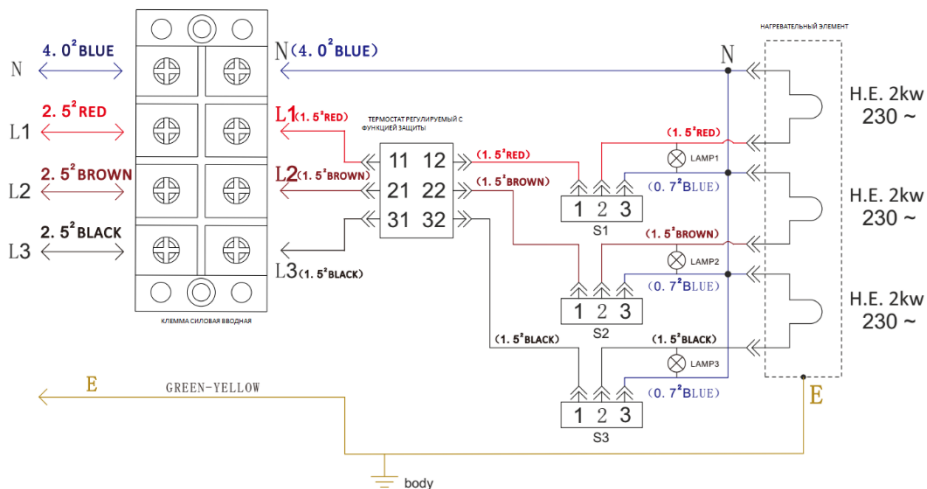 НАГРЕВАТЕЛЬНЫЙ ЭЛЕМЕНТ
N
4.0²BLUE
N(4.0²BLUE)
N
H.E. 2kw
230 ~
L1
2.5²RED
L1(1.5²RED)
ТЕРМОСТАТ РЕГУЛИРУЕМЫЙ С
ФУНКЦИЕЙ ЗАЩИТЫ
11 12
21 22
31 32
(1.5²RED)
(1.5²RED)
LAMP1
(0.7²BLUE)
1 2 3
S1
L2
2.5²BROWN
L2(1.5²BROWN)
(1.5²BROWN)
(1.5²BROWN)
LAMP2
(0.7²BLUE)
1 2 3
S2
H.E. 2kw
230 ~
L3
2.5²BLACK
L3(1.5²BLACK)
(1.5²BLACK)
(1.5²BLACK)
LAMP3
(0.7²BLUE)
1 2 3
S3
H.E. 2kw
230 ~
КЛЕММА СИЛОВАЯ ВВОДНАЯ
E
GREEN-YELLOW
E
body